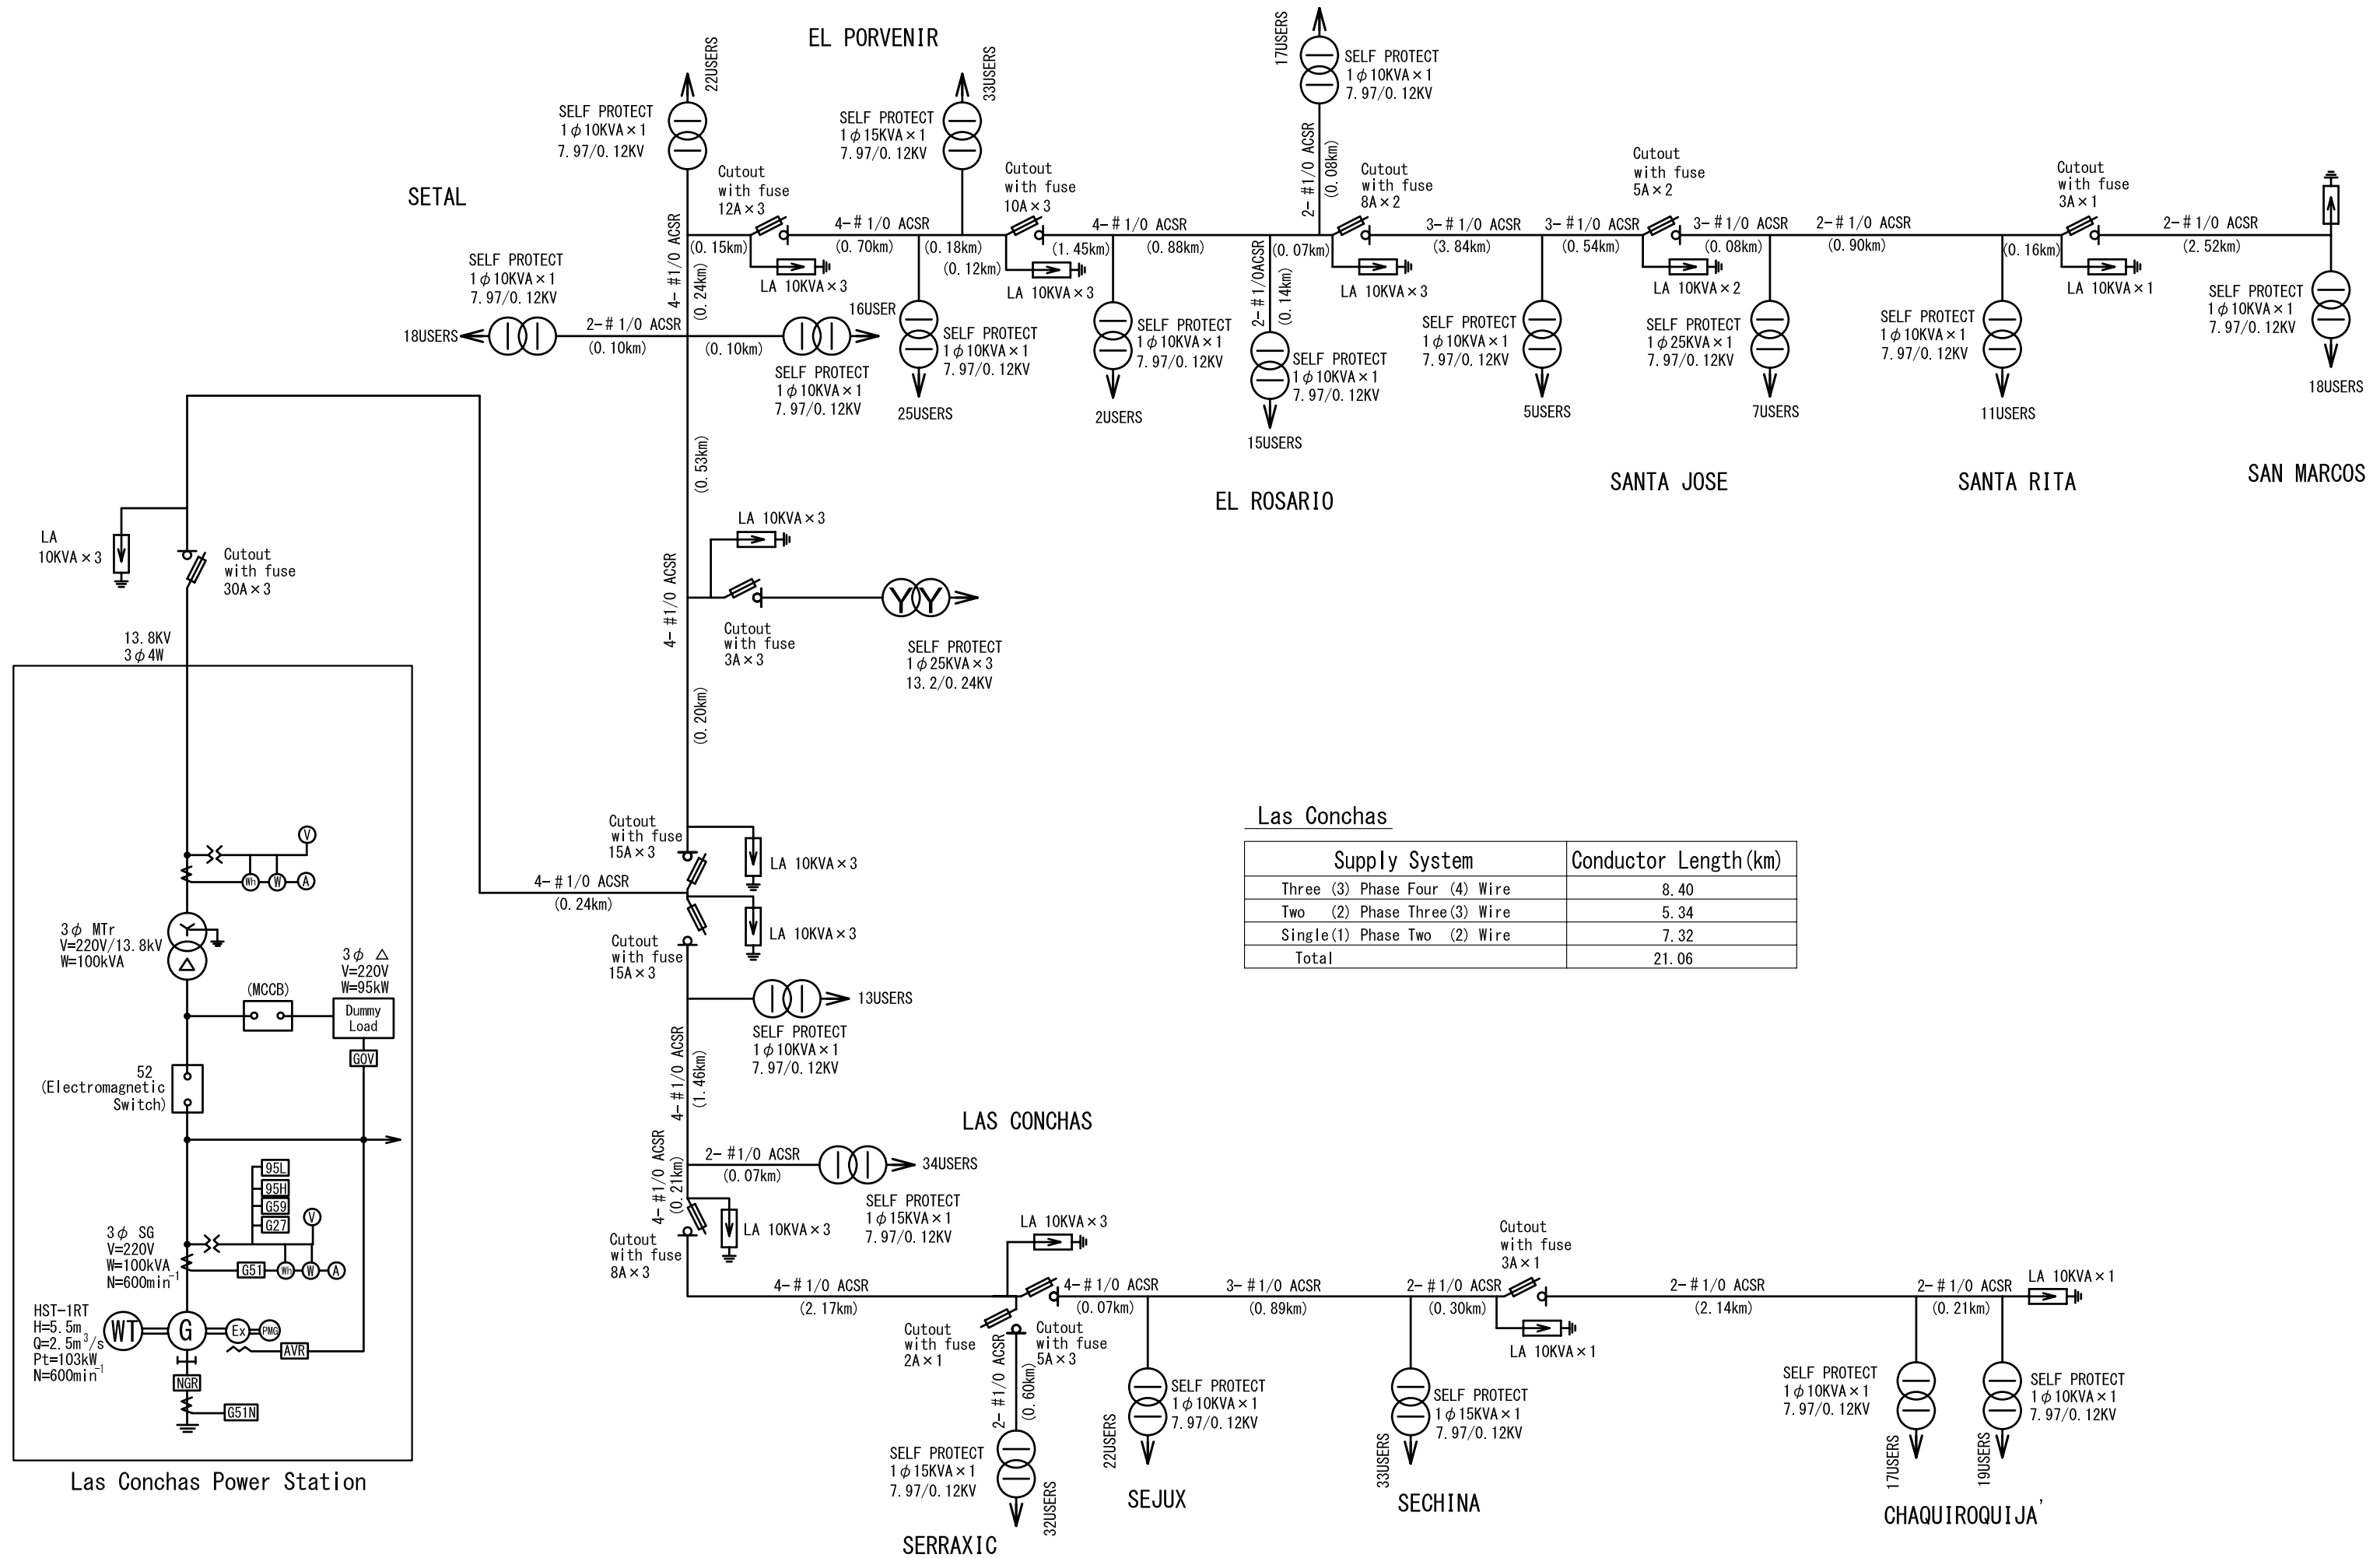 EL PORVENIR
22USERS
SELF PROTECT
1φ10KVA×1
7.97/0.12KV
SETAL
33USERS
SELF PROTECT
1φ15KVA×1
7.97/0.12KV
17USERS
SELF PROTECT
1φ10KVA×1
7.97/0.12KV
2-#1/0 ACSR
(0.08km)
Cutout
with fuse
12A×3
Cutout
with fuse
10A×3
Cutout
with fuse
8A×2
Cutout
with fuse
5A×2
Cutout
with fuse
3A×1
4-#1/0 ACSR
(0.24km)
(0.15km)
4-#1/0 ACSR
(0.70km)
(0.18km)
(0.12km)
(1.45km)
4-#1/0 ACSR
(0.88km)
(0.07km)
3-#1/0 ACSR
(3.84km)
3-#1/0 ACSR
(0.54km)
3-#1/0 ACSR
(0.08km)
2-#1/0 ACSR
(0.90km)
(0.16km)
2-#1/0 ACSR
(2.52km)
LA 10KVA×3
LA 10KVA×3
LA 10KVA×3
LA 10KVA×2
LA 10KVA×1
SELF PROTECT
1φ10KVA×1
7.97/0.12KV
18USERS
2-#1/0 ACSR
(0.10km)
(0.10km)
16USER
SELF PROTECT
1φ10KVA×1
7.97/0.12KV
SELF PROTECT
1φ10KVA×1
7.97/0.12KV
25USERS
SELF PROTECT
1φ10KVA×1
7.97/0.12KV
2USERS
2-#1/0ACSR
(0.14km)
SELF PROTECT
1φ10KVA×1
7.97/0.12KV
15USERS
SELF PROTECT
1φ10KVA×1
7.97/0.12KV
5USERS
SELF PROTECT
1φ25KVA×1
7.97/0.12KV
7USERS
SELF PROTECT
1φ10KVA×1
7.97/0.12KV
11USERS
SELF PROTECT
1φ10KVA×1
7.97/0.12KV
18USERS
EL ROSARIO
SANTA JOSE
SANTA RITA
SAN MARCOS
(0.53km)
LA 10KVA×3
4-#1/0 ACSR
Cutout
with fuse
3A×3
SELF PROTECT
1φ25KVA×3
13.2/0.24KV
Y Y
(0.20km)
LA
10KVA×3
Cutout
with fuse
30A×3
13.8KV
3φ4W
V
Wh
W
A
3φ MTr
V=220V/13.8kV
W=100kVA
3φ △
V=220V
W=95kW
(MCCB)
Dummy
Load
GOV
52
(Electromagnetic
Switch)
95L
95H
G59
G27
V
3φ SG
V=220V
W=100kVA
N=600min⁻¹
G51
Wh
W
A
HST-1RT
H=5.5m
Q=2.5m³/s
Pt=103kW
N=600min⁻¹
WT
G
Ex
PMG
AVR
NGR
G51N
Las Conchas Power Station
Cutout
with fuse
15A×3
LA 10KVA×3
4-#1/0 ACSR
(0.24km)
LA 10KVA×3
Cutout
with fuse
15A×3
13USERS
SELF PROTECT
1φ10KVA×1
7.97/0.12KV
4-#1/0 ACSR
(1.46km)
LAS CONCHAS
4-#1/0 ACSR
(0.21km)
2-#1/0 ACSR
(0.07km)
34USERS
SELF PROTECT
1φ15KVA×1
7.97/0.12KV
LA 10KVA×3
Cutout
with fuse
8A×3
4-#1/0 ACSR
(2.17km)
LA 10KVA×3
Cutout
with fuse
2A×1
Cutout
with fuse
5A×3
2-#1/0 ACSR
(0.60km)
4-#1/0 ACSR
(0.07km)
3-#1/0 ACSR
(0.89km)
2-#1/0 ACSR
(0.30km)
Cutout
with fuse
3A×1
LA 10KVA×1
2-#1/0 ACSR
(2.14km)
2-#1/0 ACSR
(0.21km)
LA 10KVA×1
SELF PROTECT
1φ15KVA×1
7.97/0.12KV
32USERS
SERRAXIC
SELF PROTECT
1φ10KVA×1
7.97/0.12KV
22USERS
SEJUX
SELF PROTECT
1φ15KVA×1
7.97/0.12KV
33USERS
SECHINA
SELF PROTECT
1φ10KVA×1
7.97/0.12KV
17USERS
SELF PROTECT
1φ10KVA×1
7.97/0.12KV
19USERS
CHAQUIROQUIJA'
Las Conchas
Supply System Conductor Length(km)
Three (3) Phase Four (4) Wire 8.40
Two (2) Phase Three(3) Wire 5.34
Single(1) Phase Two (2) Wire 7.32
Total 21.06